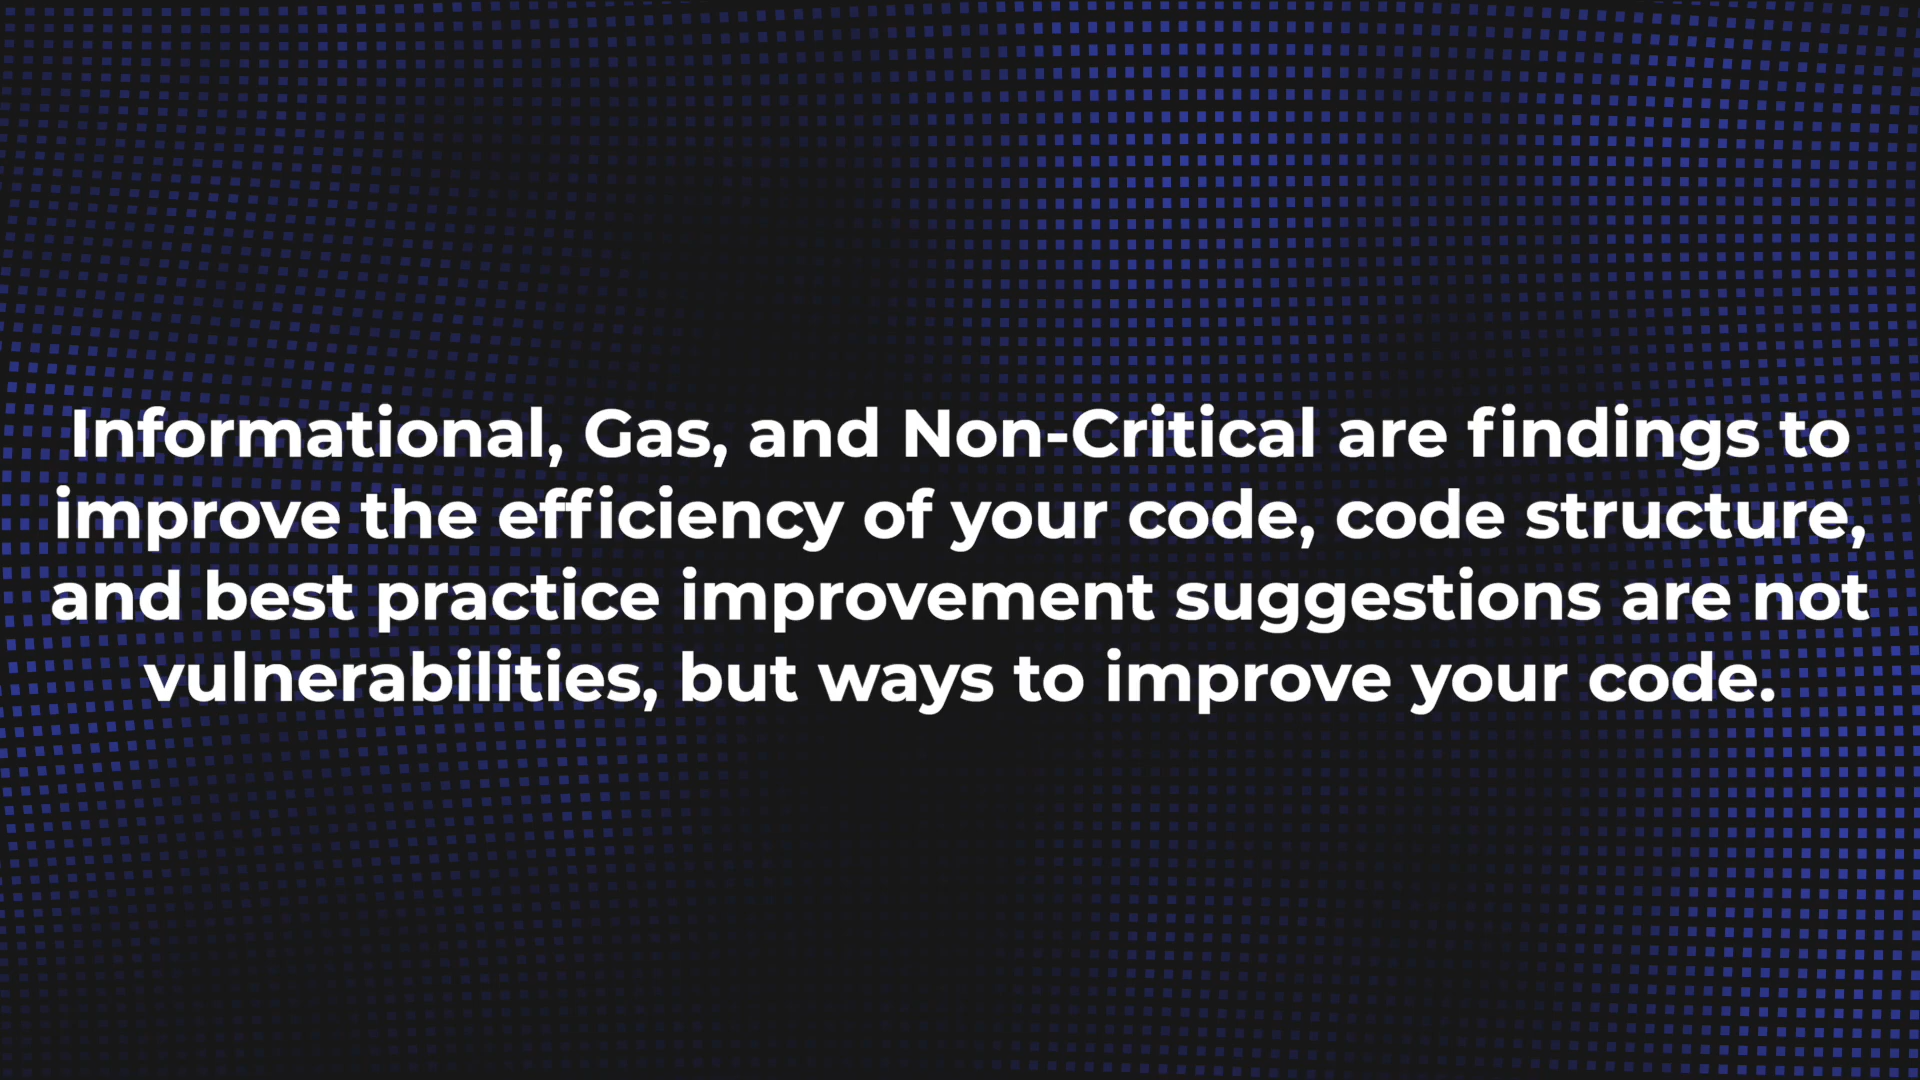 Informational, Gas, and Non-Critical are findings to
improve the efficiency of your code, code structure,
and best practice improvement suggestions are not
vulnerabilities, but ways to improve your code.